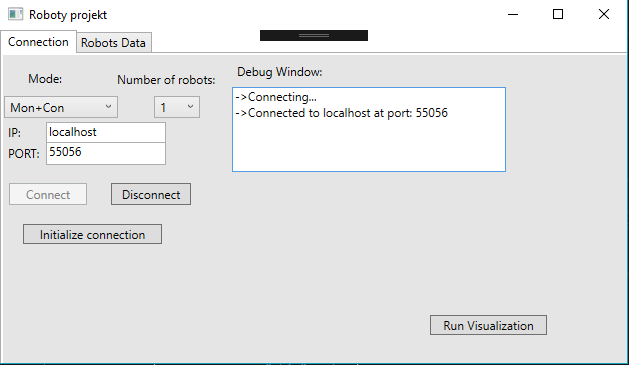 Roboty projekt
Connection Robots Data
Mode: Number of robots: Debug Window:
Mon+Con 1
->Connecting...
->Connected to localhost at port: 55056
IP: localhost
PORT: 55056
Connect Disconnect
Initialize connection
Run Visualization